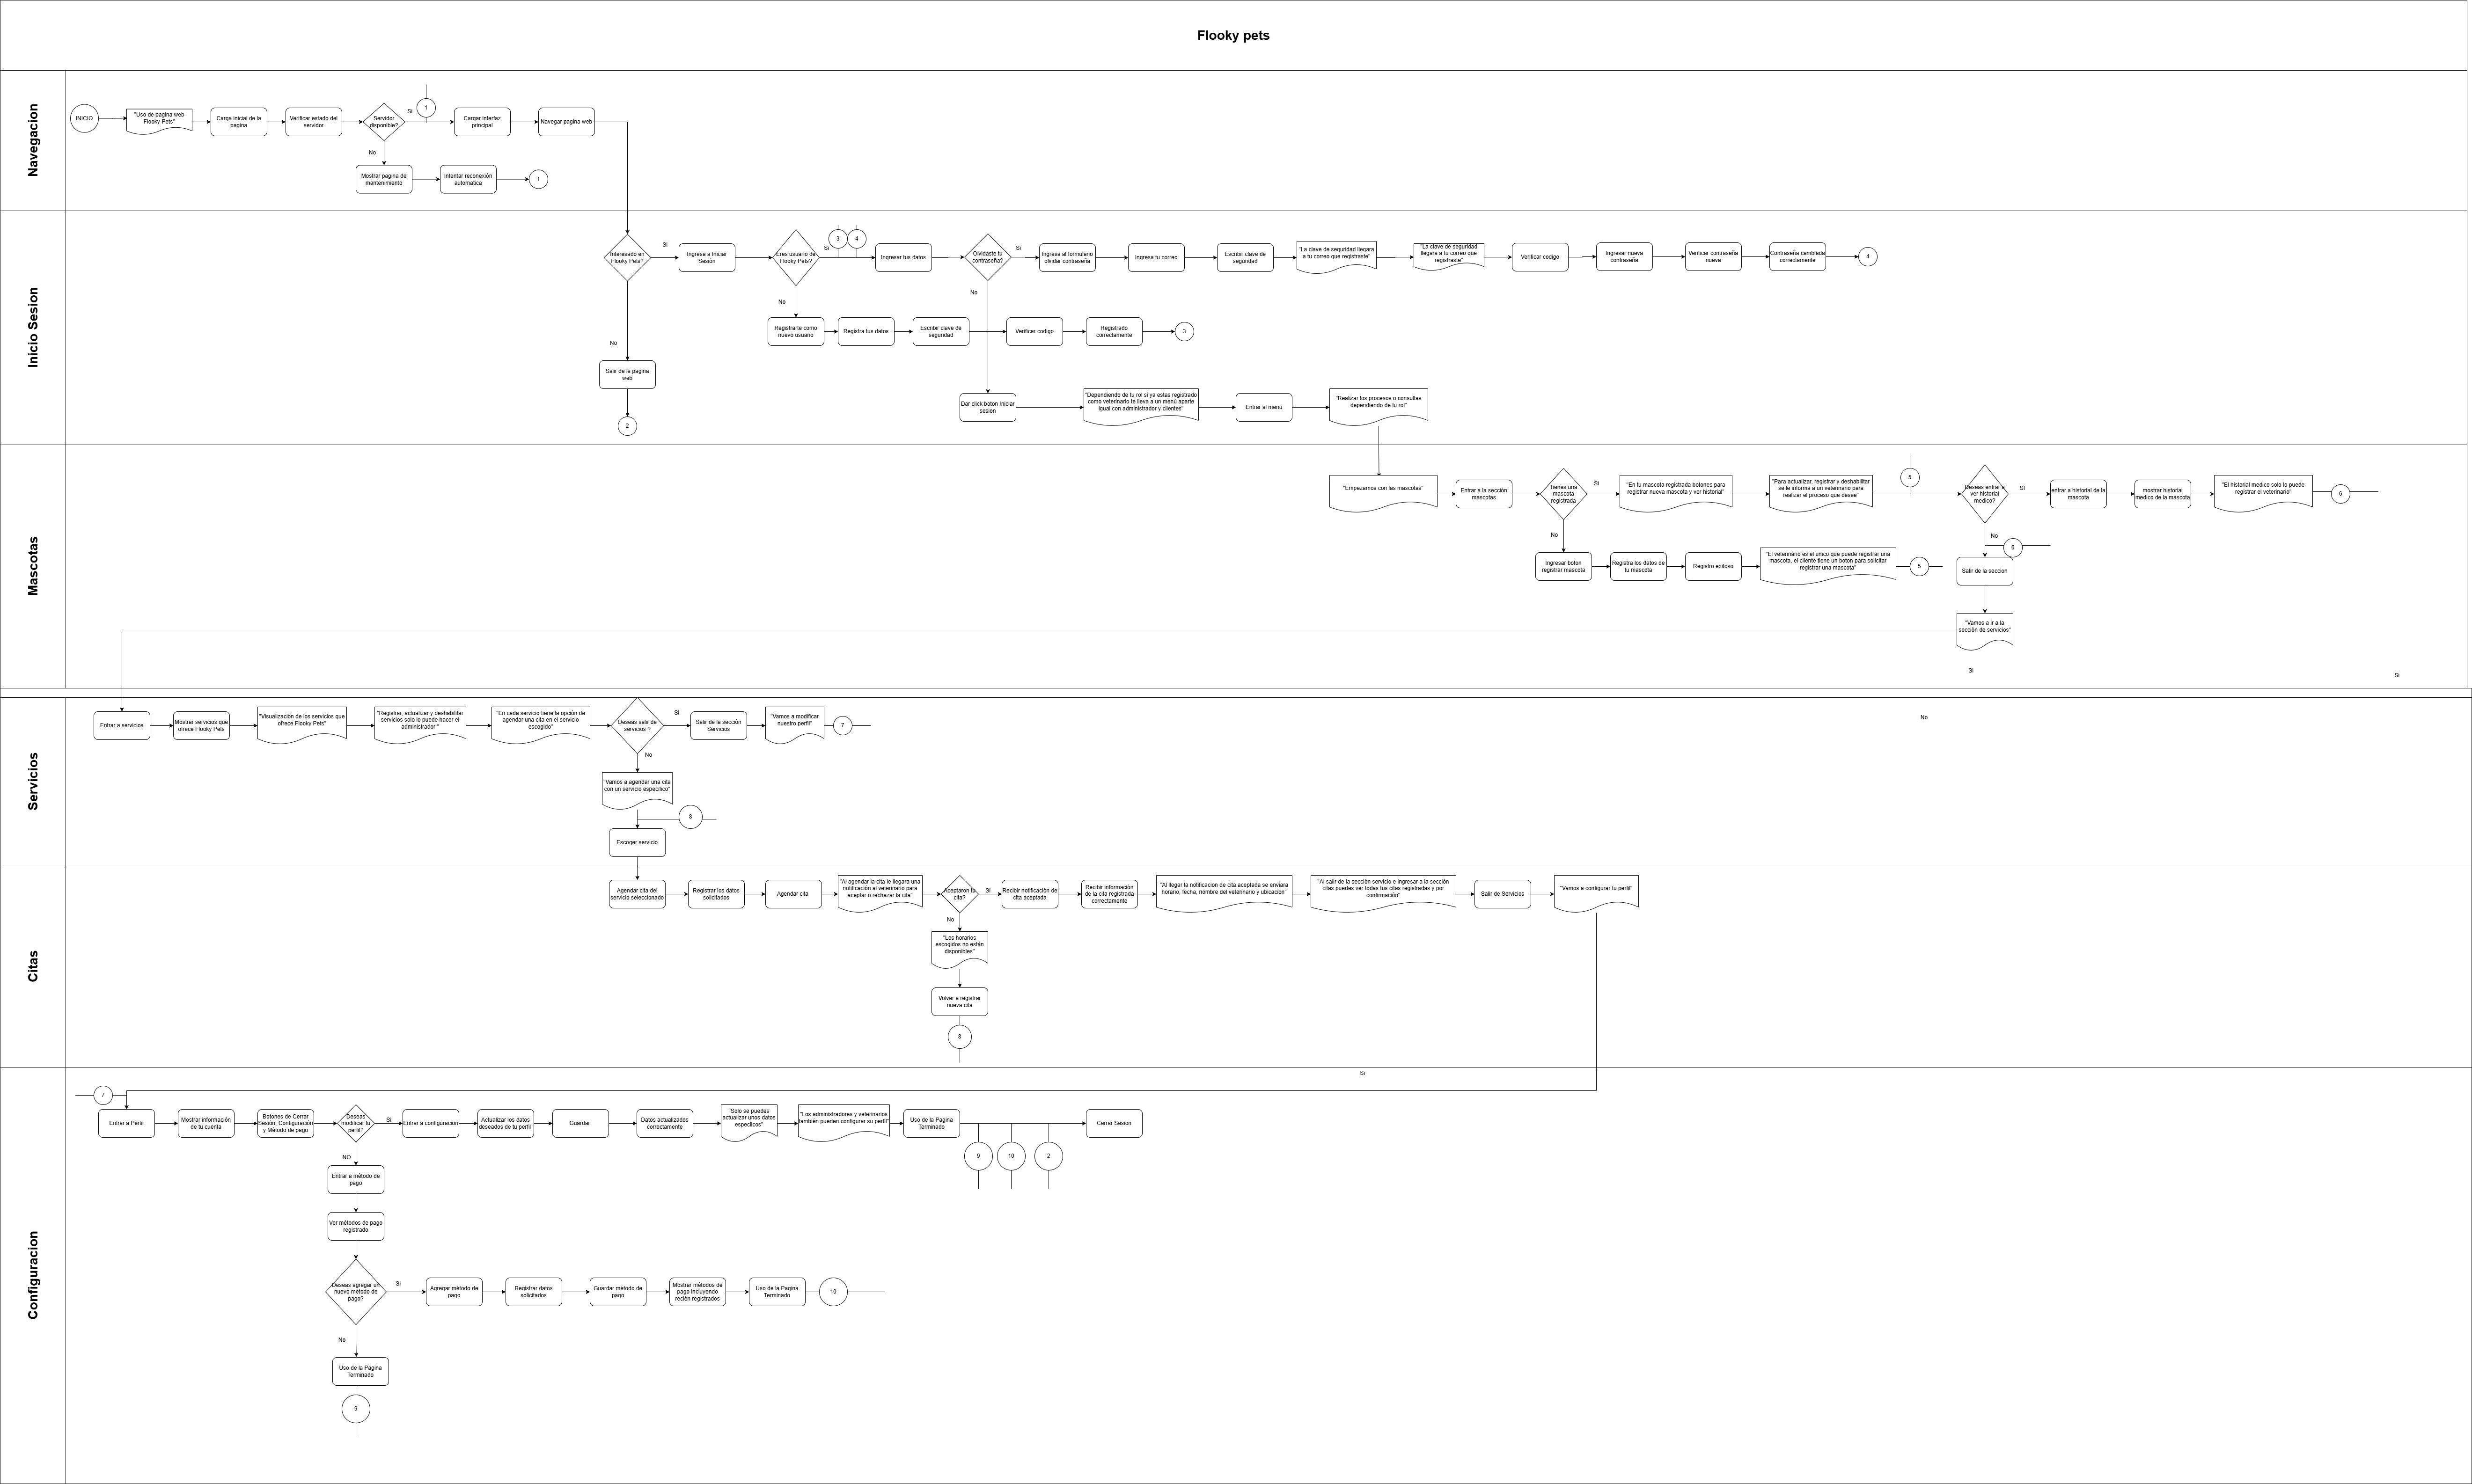 Flooky pets
Navegacion
INICIO
"Uso de pagina web
Flooky Pets"
Carga inicial de la
pagina
Verificar estado del
servidor
Servidor
disponible?
Si
1
Cargar interfaz
principal
Navegar pagina web
No
Mostrar pagina de
mantenimiento
Intentar reconexión
automatica
1
Inicio Sesion
Interesado en
Flooky Pets?
Si
Ingresa a Iniciar
Sesión
Eres usuario de
Flooky Pets?
Si
3
4
Ingresar tus datos
Olvidaste tu
contraseña?
Si
Ingresa al formulario
olvidar contraseña
Ingresa tu correo
Escribir clave de
seguridad
"La clave de seguridad llegara
a tu correo que registraste"
"La clave de seguridad
llegara a tu correo que
registraste"
Verificar codigo
Ingresar nueva
contraseña
Verificar contraseña
nueva
Contraseña cambiada
correctamente
4
No
No
Registrarte como
nuevo usuario
Registra tus datos
Escribir clave de
seguridad
Verificar codigo
Registrado
correctamente
3
No
Salir de la pagina
web
2
Dar click boton Iniciar
sesion
"Dependiendo de tu rol si ya estas registrado
como veterinario te lleva a un menú aparte
igual con administrador y clientes"
Entrar al menu
"Realizar los procesos o consultas
dependiendo de tu rol"
Mascotas
"Empezamos con las mascotas"
Entrar a la sección
mascotas
Tienes una
mascota
registrada
Si
"En tu mascota registrada botones para
registrar nueva mascota y ver historial"
"Para actualizar, registrar y deshabilitar
se le informa a un veterinario para
realizar el proceso que desee"
5
Deseas entrar a
ver historial
medico?
SI
entrar a historial de la
mascota
mostrar historial
medico de la mascota
"El historial medico solo lo puede
registrar el veterinario"
6
No
Ingresar boton
registrar mascota
Registra los datos de
tu mascota
Registro exitoso
"El veterinario es el unico que puede registrar una
mascota, el cliente tiene un boton para solicitar
registrar una mascota"
5
No
6
Salir de la seccion
"Vamos a ir a la
sección de servicios"
Si
Si
Servicios
Entrar a servicios
Mostrar servicios que
ofrece Flooky Pets
"Visualización de los servicios que
ofrece Flooky Pets"
"Registrar, actualizar y deshabilitar
servicios solo lo puede hacer el
administrador "
"En cada servicio tiene la opción de
agendar una cita en el servicio
escogido"
Deseas salir de
servicios ?
Si
Salir de la sección
Servicios
"Vamos a modificar
nuestro perfil"
7
No
No
"Vamos a agendar una cita
con un servicio especifico"
8
Escoger servicio
Citas
Agendar cita del
servicio seleccionado
Registrar los datos
solicitados
Agendar cita
"Al agendar la cita le llegara una
notificación al veterinario para
aceptar o rechazar la cita"
Aceptaron tu
cita?
Si
Recibir notificación de
cita aceptada
Recibir información
de la cita registrada
correctamente
"Al llegar la notificacion de cita aceptada se enviara
horario, fecha, nombre del veterinario y ubicacion"
"Al salir de la sección servicio e ingresar a la sección
citas puedes ver todas tus citas registradas y por
confirmación"
Salir de Servicios
"Vamos a configurar tu perfil"
No
"Los horarios
escogidos no están
disponibles"
Volver a registrar
nueva cita
8
Configuracion
Si
7
Entrar a Perfil
Mostrar información
de tu cuenta
Botones de Cerrar
Sesión, Configuración
y Método de pago
Deseas
modificar tu
perfil?
Si
Entrar a configuracion
Actualizar los datos
deseados de tu perfil
Guardar
Datos actualizados
correctamente
"Solo se puedes
actualizar unos datos
especiicos"
"Los administradores y veterinarios
también pueden configurar su perfil"
Uso de la Pagina
Terminado
Cerrar Sesion
9
10
2
NO
Entrar a método de
pago
Ver métodos de pago
registrado
Deseas agregar un
nuevo método de
pago?
Si
Agregar método de
pago
Registrar datos
solicitados
Guardar método de
pago
Mostrar métodos de
pago incluyendo
recién registrados
Uso de la Pagina
Terminado
10
No
Uso de la Pagina
Terminado
9